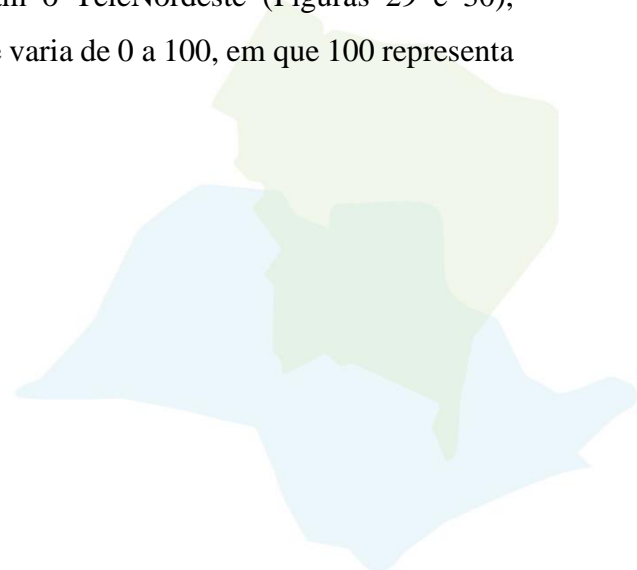 o TeleNordeste (Figuras 29 e 30),
varia de 0 a 100, em que 100 representa